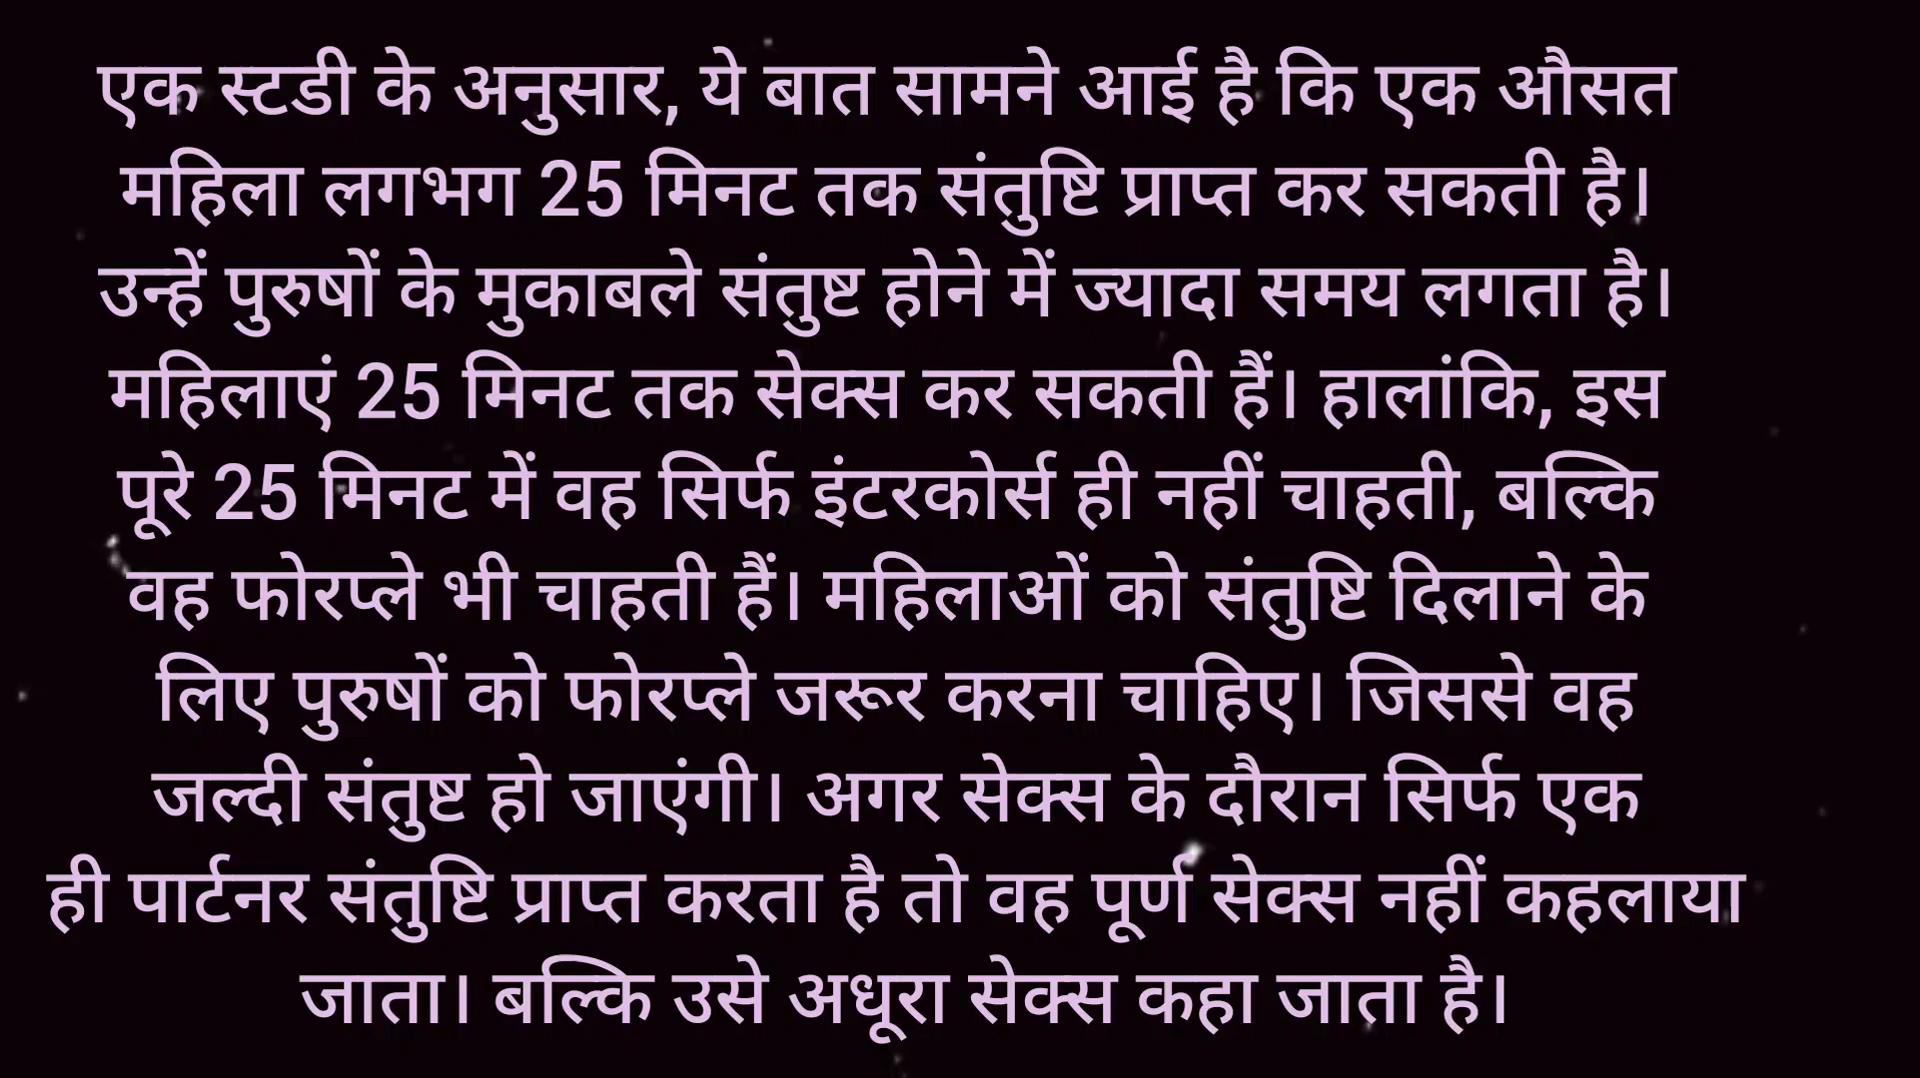 एक स्टडी के अनुसार, ये बात सामने आई है कि एक औसत
महिला लगभग 25 मिनट तक संतुष्टि प्राप्त कर सकती है।
उन्हें पुरुषों के मुकाबले संतुष्ट होने में ज्यादा समय लगता है।
महिलाएं 25 मिनट तक सेक्स कर सकती हैं। हालांकि, इस
पूरे 25 मिनट में वह सिर्फ इंटरकोर्स ही नहीं चाहती, बल्कि
वह फोरप्ले भी चाहती हैं। महिलाओं को संतुष्टि दिलाने के
लिए पुरुषों को फोरप्ले जरूर करना चाहिए। जिससे वह
जल्दी संतुष्ट हो जाएंगी। अगर सेक्स के दौरान सिर्फ एक
ही पार्टनर संतुष्टि प्राप्त करता है तो वह पूर्ण सेक्स नहीं कहलाया
जाता। बल्कि उसे अधूरा सेक्स कहा जाता है।